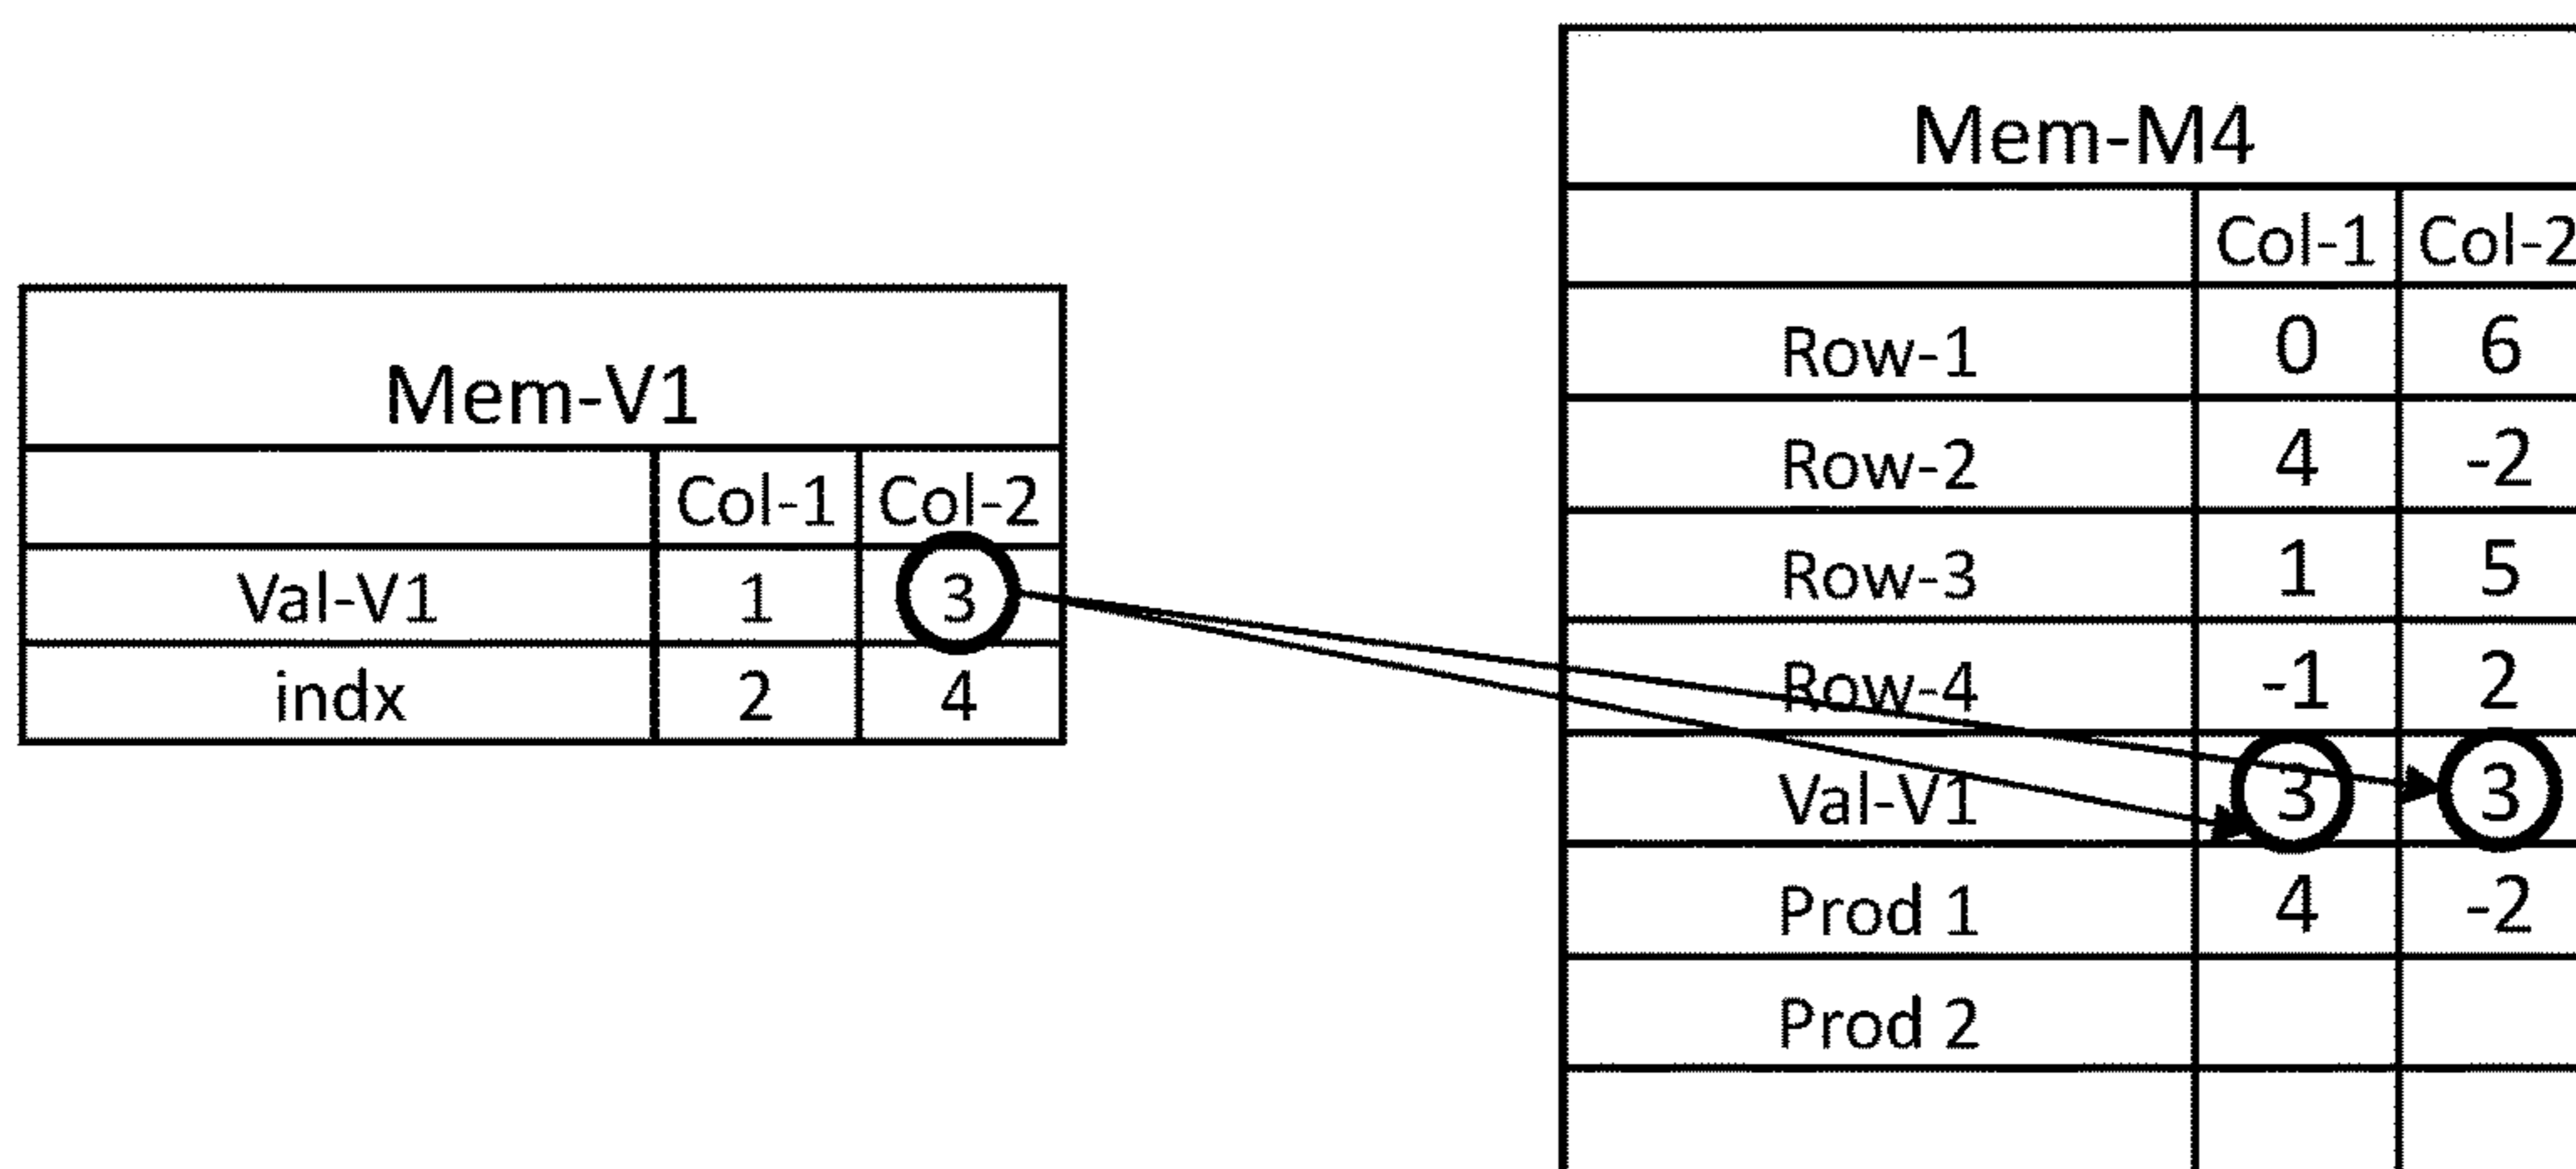 Mem-V1
Col-1 Col-2
Val-V1 1 3
indx 2 4
Mem-M4
Col-1 Col-2
Row-1 0 6
Row-2 4 -2
Row-3 1 5
Row-4 -1 2
Val-V1 3 3
Prod 1 4 -2
Prod 2